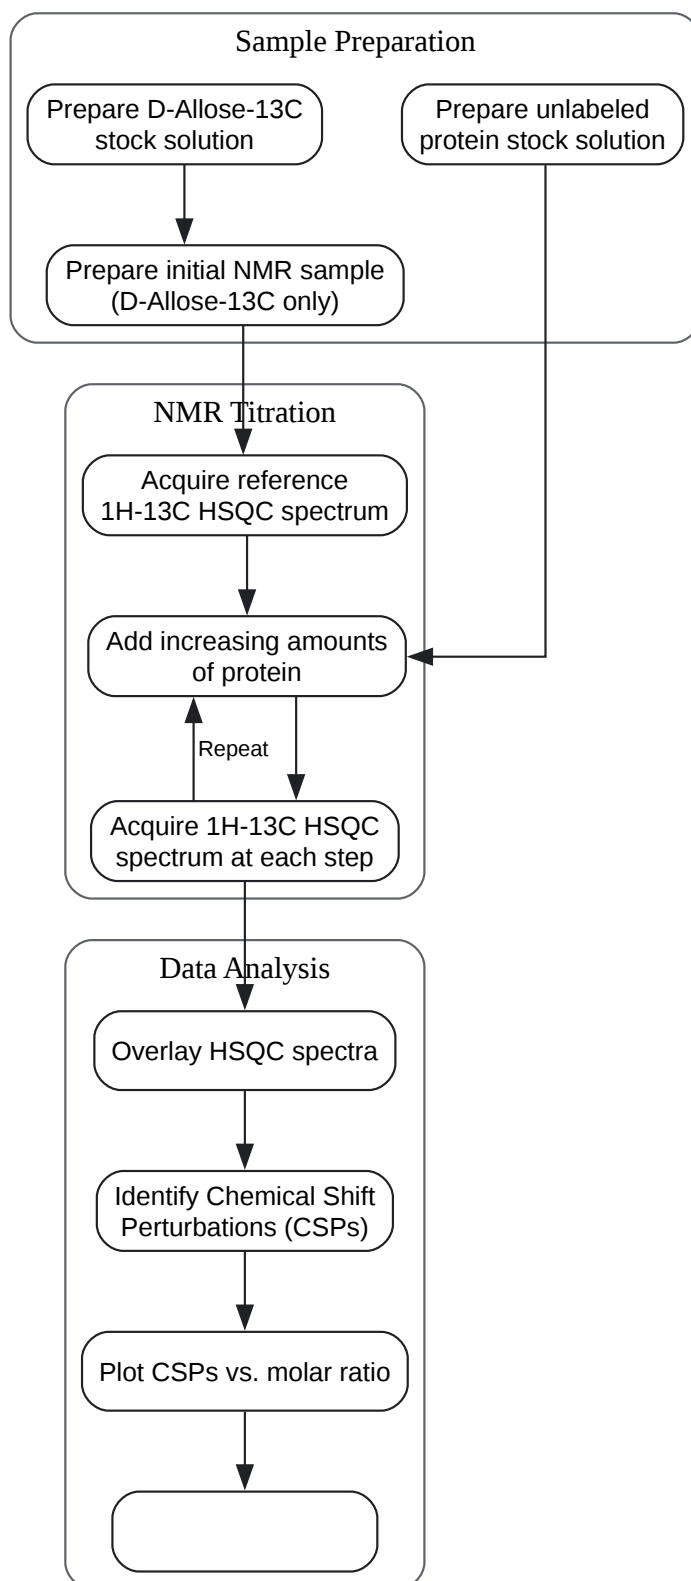 Sample Preparation
Prepare D-Allose-13C
stock solution
Prepare unlabeled
protein stock solution
Prepare initial NMR sample
(D-Allose-13C only)
NMR Titration
Acquire reference
1H-13C HSQC spectrum
Add increasing amounts
of protein
Repeat
Acquire 1H-13C HSQC
spectrum at each step
Data Analysis
Overlay HSQC spectra
Identify Chemical Shift
Perturbations (CSPs)
Plot CSPs vs. molar ratio